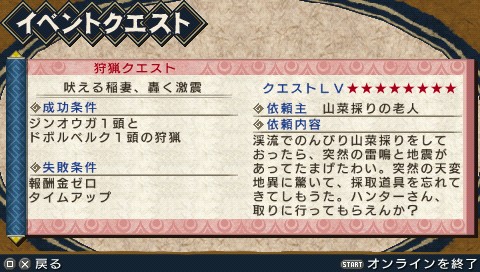 イベントクエスト
狩猟クエスト
吠える稲妻、轟く激震
クエストＬＶ★★★★★★★★
成功条件
ジンオウガ１頭と
ドボルベルク１頭の狩猟
失敗条件
報酬金ゼロ
タイムアップ
依頼主 山菜採りの老人
依頼内容
渓流でのんびり山菜採りをして
おったら、突然の雷鳴と地震が
あってたまげたわい。突然の天変
地異に驚いて、採取道具を忘れて
きてしもうた。ハンターさん、
取りに行ってもらえんか？
戻る
START オンラインを終了